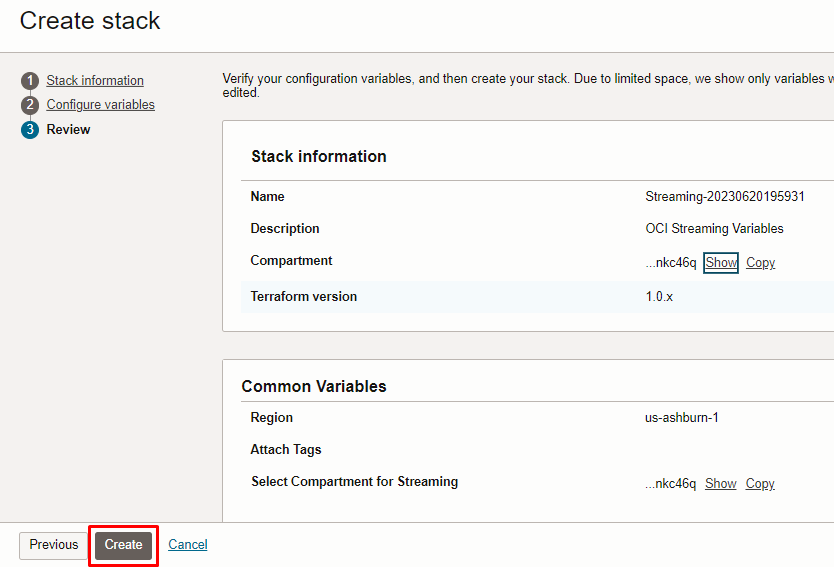 Create stack
1 Stack information
2 Configure variables
3 Review
Verify your configuration variables, and then create your stack. Due to limited space, we show only variables
edited.
Stack information
Name Streaming-20230620195931
Description OCI Streaming Variables
Compartment ...nkc46q Show Copy
Terraform version 1.0.x
Common Variables
Region us-ashburn-1
Attach Tags
Select Compartment for Streaming ...nkc46q Show Copy
Previous Create Cancel